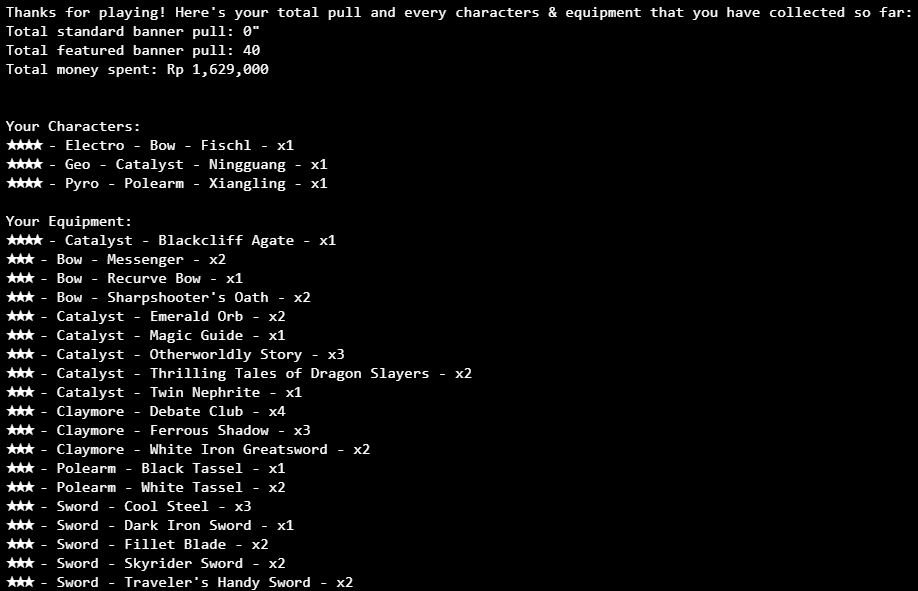 Thanks for playing! Here's your total pull and every characters & equipment that you have collected so far:
Total standard banner pull: 0"
Total featured banner pull: 40
Total money spent: Rp 1,629,000
Your Characters:
★★★★ - Electro - Bow - Fischl - x1
★★★★ - Geo - Catalyst - Ningguang - x1
★★★★ - Pyro - Polearm - Xiangling - x1
Your Equipment:
★★★★ - Catalyst - Blackcliff Agate - x1
★★★ - Bow - Messenger - x2
★★★ - Bow - Recurve Bow - x1
★★★ - Bow - Sharpshooter's Oath - x2
★★★ - Catalyst - Emerald Orb - x2
★★★ - Catalyst - Magic Guide - x1
★★★ - Catalyst - Otherworldly Story - x3
★★★ - Catalyst - Thrilling Tales of Dragon Slayers - x2
★★★ - Catalyst - Twin Nephrite - x1
★★★ - Claymore - Debate Club - x4
★★★ - Claymore - Ferrous Shadow - x3
★★★ - Claymore - White Iron Greatsword - x2
★★★ - Polearm - Black Tassel - x1
★★★ - Polearm - White Tassel - x2
★★★ - Sword - Cool Steel - x3
★★★ - Sword - Dark Iron Sword - x1
★★★ - Sword - Fillet Blade - x2
★★★ - Sword - Skyrider Sword - x2
★★★ - Sword - Traveler's Handy Sword - x2